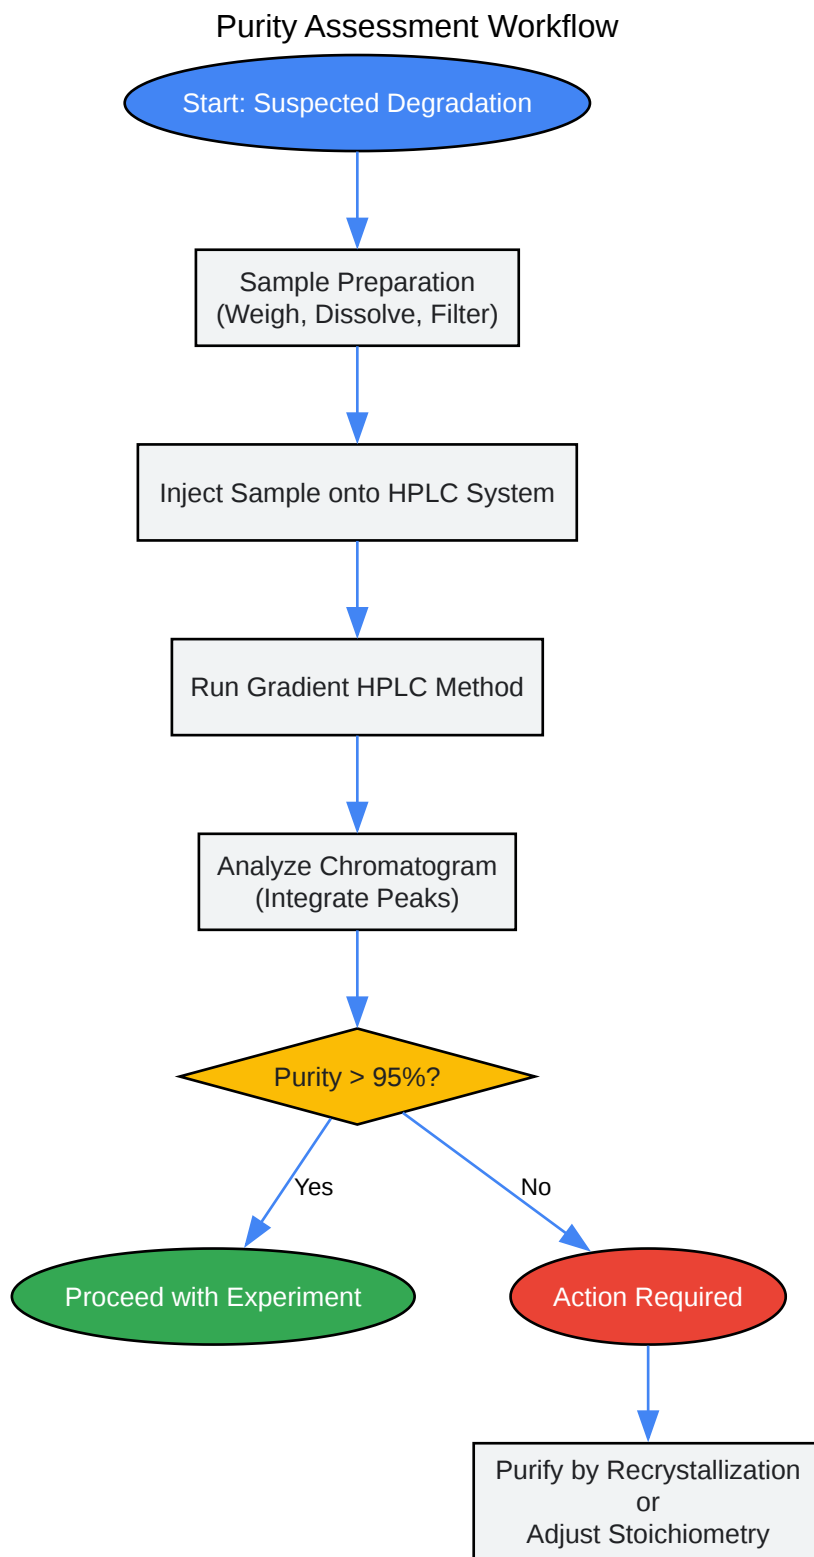 Purity Assessment Workflow
Start: Suspected Degradation
Sample Preparation
(Weigh, Dissolve, Filter)
Inject Sample onto HPLC System
Run Gradient HPLC Method
Analyze Chromatogram
(Integrate Peaks)
Purity > 95%?
Yes
No
Proceed with Experiment
Action Required
Purify by Recrystallization
or
Adjust Stoichiometry